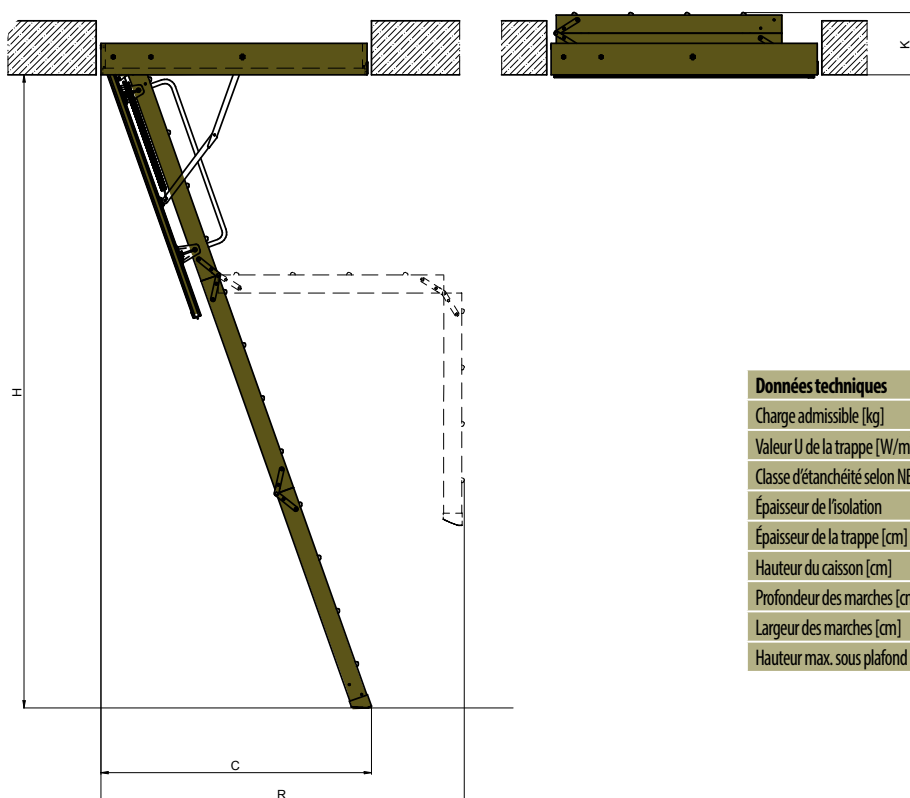 K
H
Données techniques
Charge admissible [kg]
Valeur U de la trappe [W/m
Classe d'étanchéité selon NE
Épaisseur de l'isolation
Épaisseur de la trappe [cm]
Hauteur du caisson [cm]
Profondeur des marches [cm
Largeur des marches [cm]
Hauteur max. sous plafond
C
R